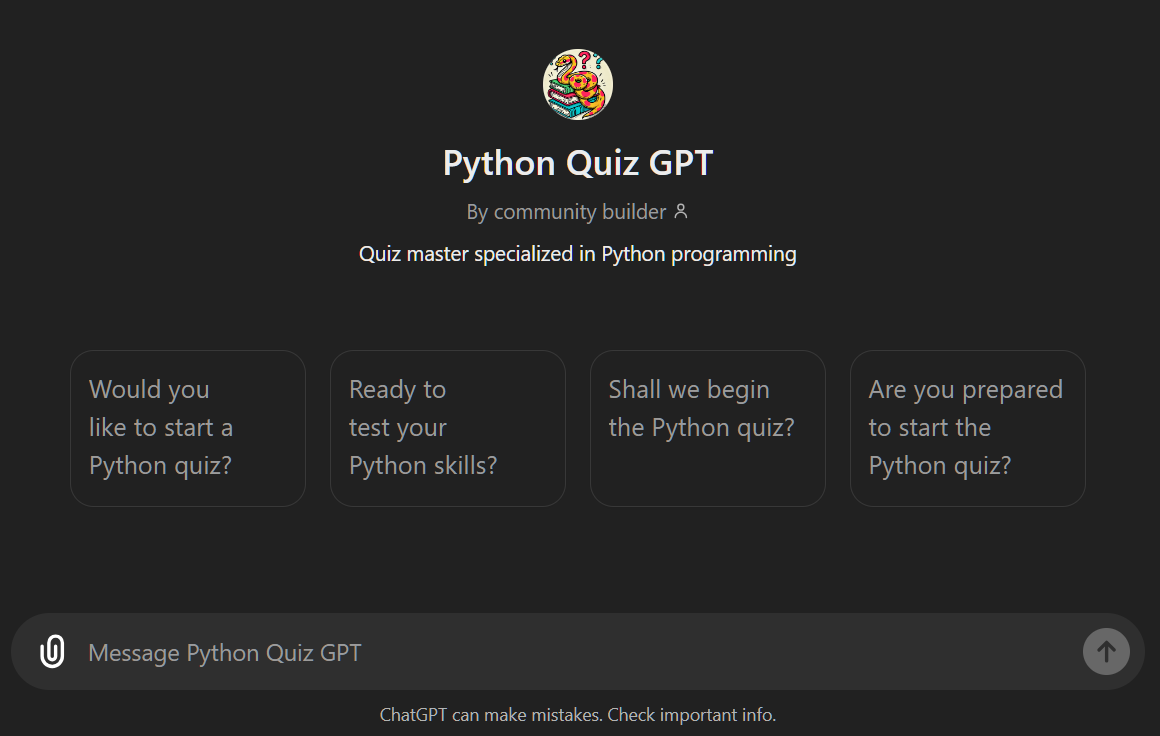 Python Quiz GPT
By community builder
Quiz master specialized in Python programming
Would you
like to start a
Python quiz?
Ready to
test your
Python skills?
Shall we begin
the Python quiz?
Are you prepared
to start the
Python quiz?
Message Python Quiz GPT
ChatGPT can make mistakes. Check important info.